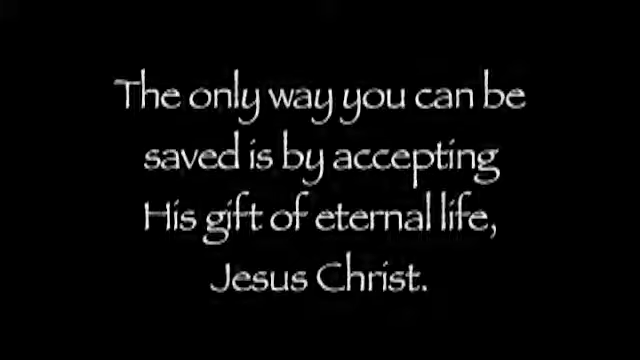 The only way you can be
saved is by accepting
His gift of eternal life,
Jesus Christ.